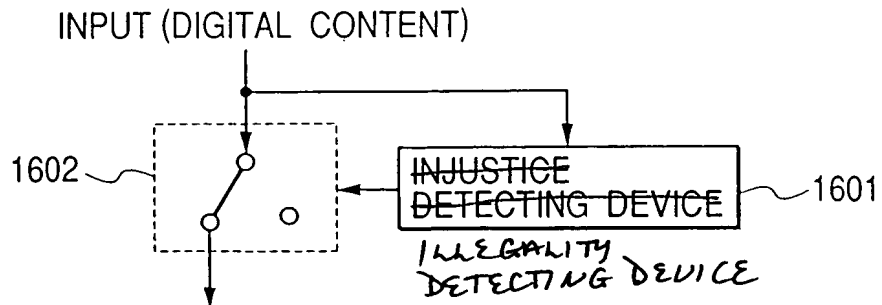 INPUT (DIGITAL CONTENT)
1602
INJUSTICE
DETECTING DEVICE
1601
ILLEGALITY
DETECTING DEVICE